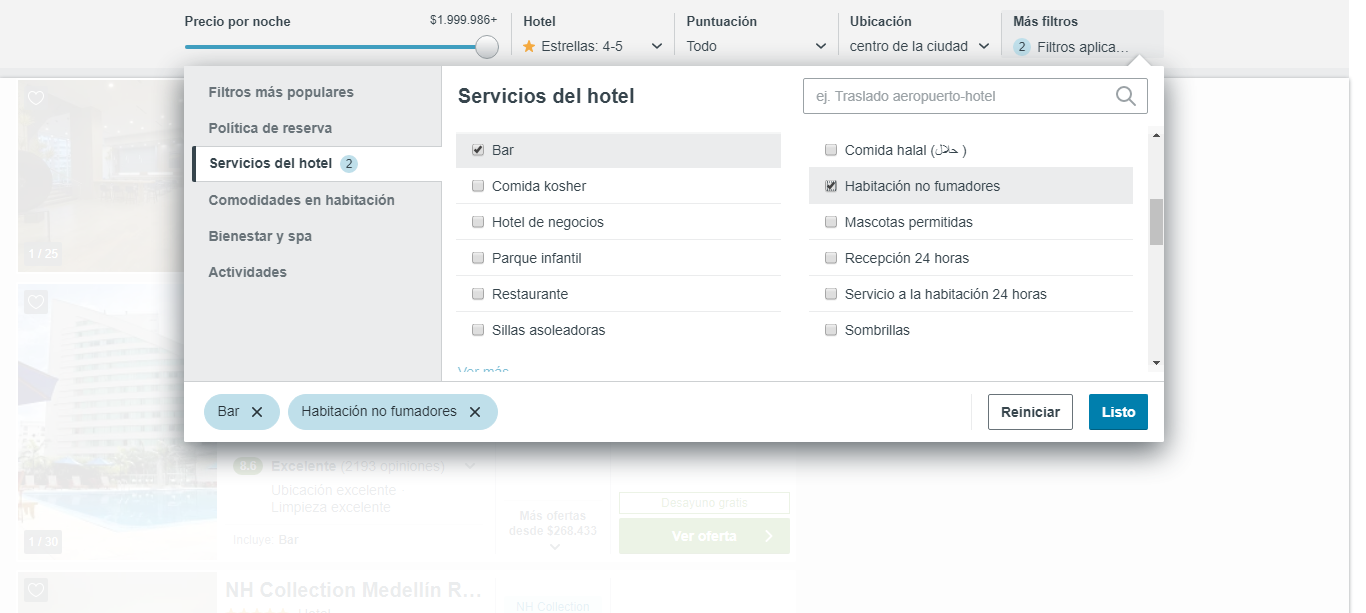 Precio por noche
$1.999.986+
Hotel
Estrellas: 4-5
Puntuación
Todo
Ubicación
centro de la ciudad
Más filtros
2 Filtros aplica...
Filtros más populares
Política de reserva
Servicios del hotel 2
Comodidades en habitación
Bienestar y spa
Actividades
Servicios del hotel
ej. Traslado aeropuerto-hotel
Bar
Comida halal (حلال )
Comida kosher
Habitación no fumadores
Hotel de negocios
Mascotas permitidas
Parque infantil
Recepción 24 horas
Restaurante
Servicio a la habitación 24 horas
Sillas asoleadoras
Sombrillas
Ver más
Bar
Habitación no fumadores
Reiniciar
Listo
1 / 25
8.6 Excelente (2193 opiniones)
Ubicación excelente
Limpieza excelente
Incluye: Bar
Más ofertas
desde $268.433
Desayuno gratis
Ver oferta
1 / 30
NH Collection Medellin R...
Hotel
NH Collection